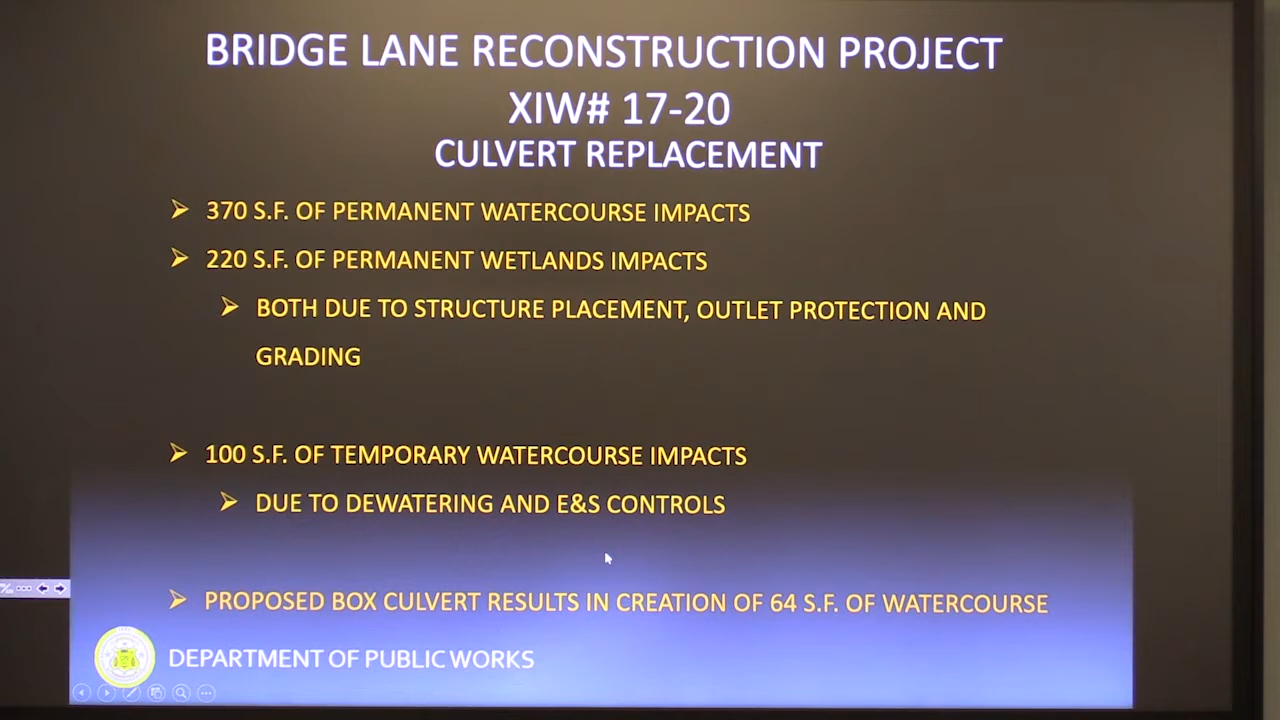 BRIDGE LANE RECONSTRUCTION PROJECT
XIW# 17-20
CULVERT REPLACEMENT
370 S.F. OF PERMANENT WATERCOURSE IMPACTS
220 S.F. OF PERMANENT WETLANDS IMPACTS
BOTH DUE TO STRUCTURE PLACEMENT, OUTLET PROTECTION AND
GRADING
100 S.F. OF TEMPORARY WATERCOURSE IMPACTS
DUE TO DEWATERING AND E&S CONTROLS
PROPOSED BOX CULVERT RESULTS IN CREATION OF 64 S.F. OF WATERCOURSE
DEPARTMENT OF PUBLIC WORKS